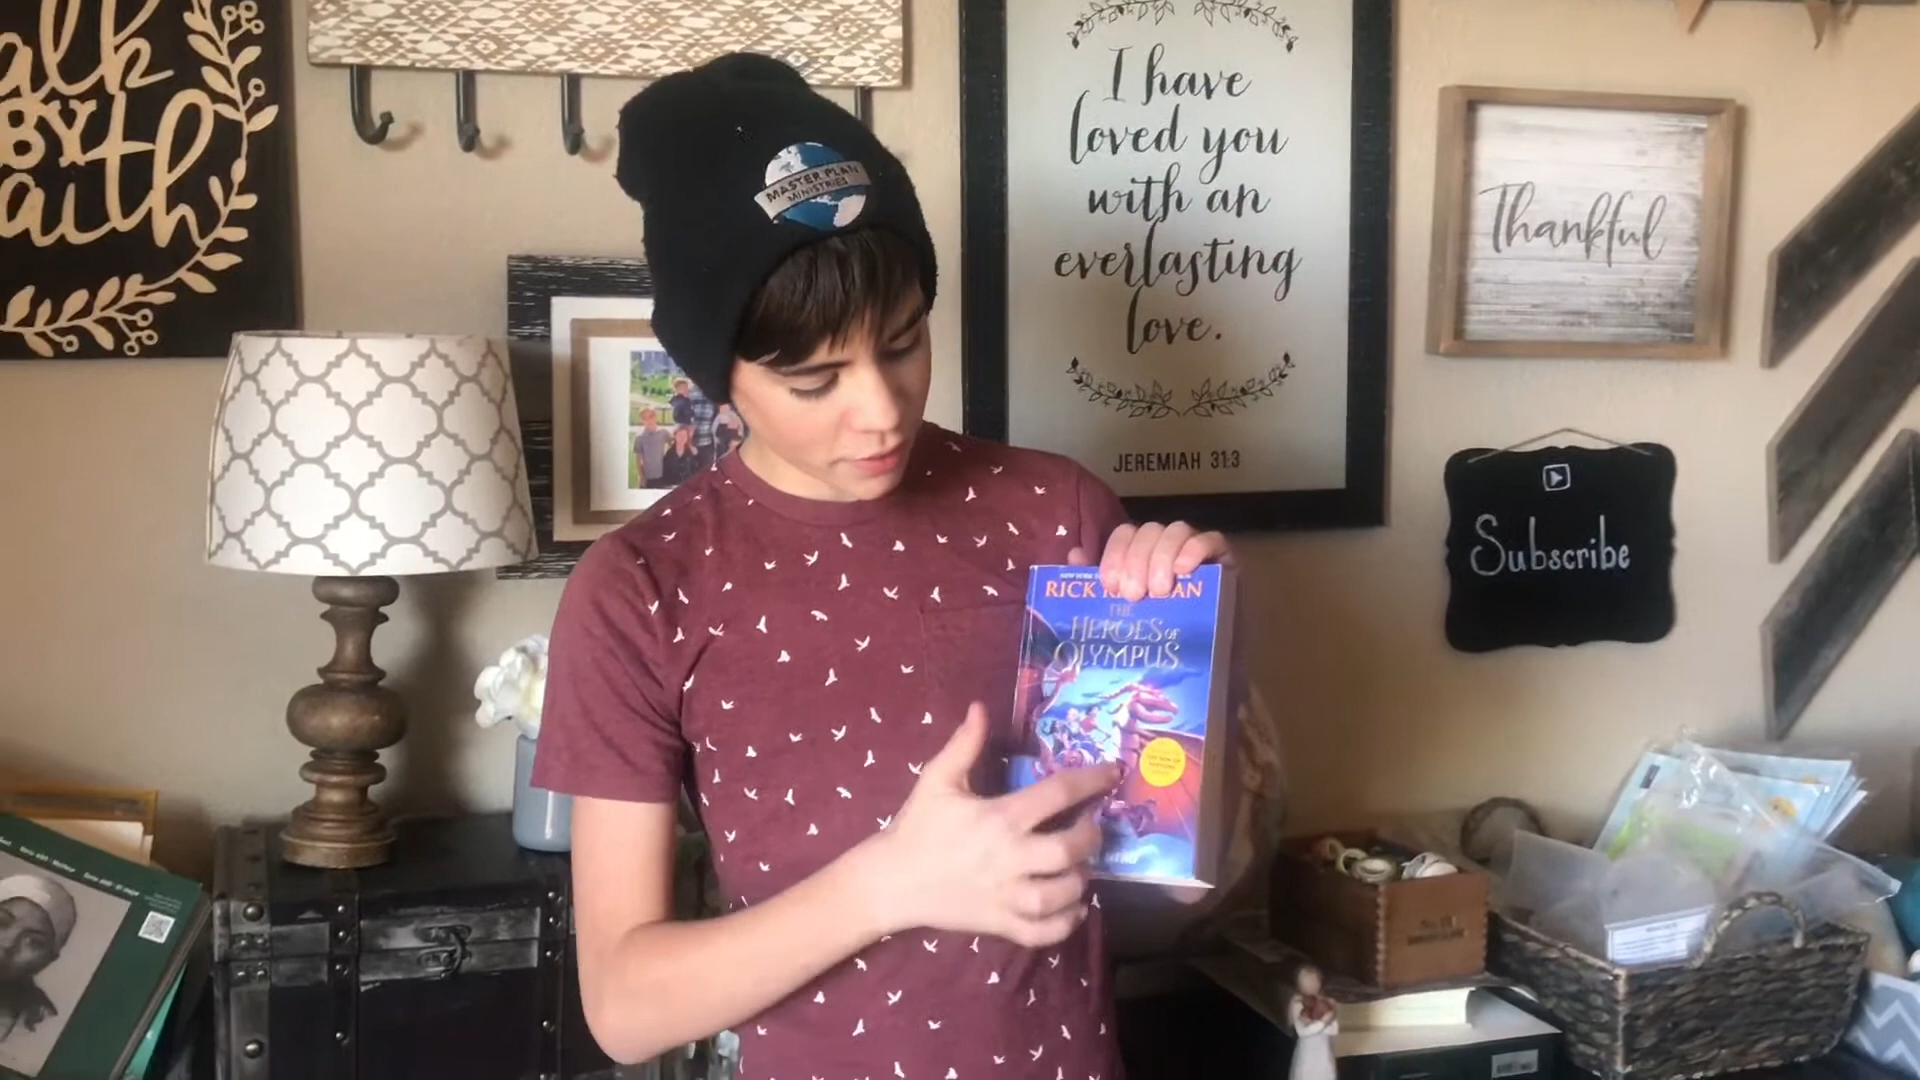 alk
BY
aith
MASTER PLAN
MINISTRIES
I have
loved you
with an
everlasting
love.
JEREMIAH 31:3
Thankful
Subscribe
RICK
THE
HEROES OF
OLYMPUS